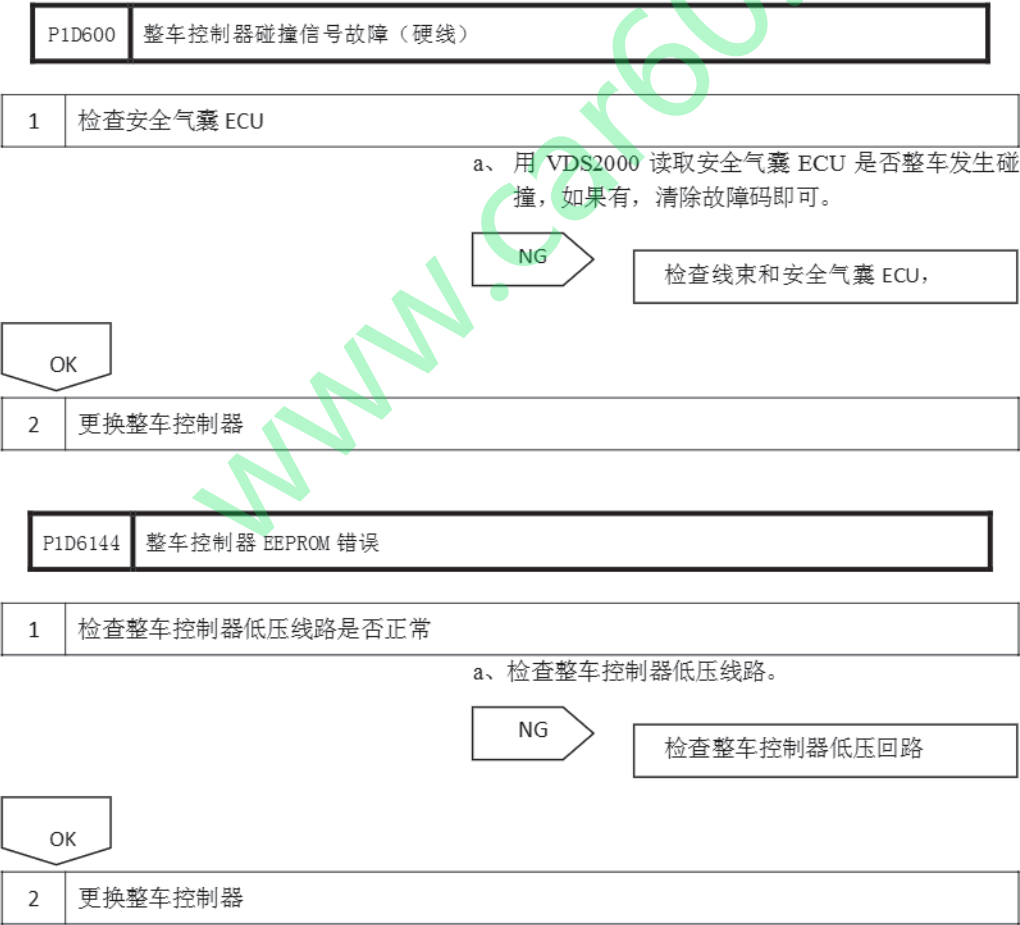 P1D600 整车控制器碰撞信号故障（硬线）
1 检查安全气囊 ECU
a、 用 VDS2000 读取安全气囊 ECU 是否整车发生碰
撞，如果有，清除故障码即可。
NG
检查线束和安全气囊 ECU，
OK
2 更换整车控制器
P1D6144 整车控制器 EEPROM 错误
1 检查整车控制器低压线路是否正常
a、检查整车控制器低压线路。
NG
检查整车控制器低压回路
OK
2 更换整车控制器
www.car60